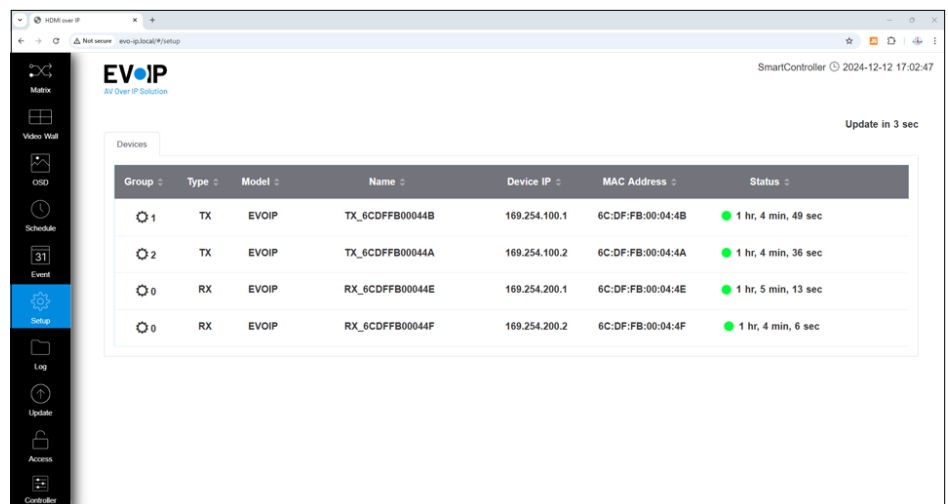 HDMI over IP
Not secure evo-ip.local/#/setup
Matrix
Video Wall
OSD
Schedule
31
Event
Setup
Log
Update
Access
Controller
EVOIP
AV Over IP Solution
SmartController 2024-12-12 17:02:47
Update in 3 sec
Devices
Group Type Model Name Device IP MAC Address Status
1 TX EVOIP TX_6CDFFB00044B 169.254.100.1 6C:DF:FB:00:04:4B 1 hr, 4 min, 49 sec
2 TX EVOIP TX_6CDFFB00044A 169.254.100.2 6C:DF:FB:00:04:4A 1 hr, 4 min, 36 sec
0 RX EVOIP RX_6CDFFB00044E 169.254.200.1 6C:DF:FB:00:04:4E 1 hr, 5 min, 13 sec
0 RX EVOIP RX_6CDFFB00044F 169.254.200.2 6C:DF:FB:00:04:4F 1 hr, 4 min, 6 sec